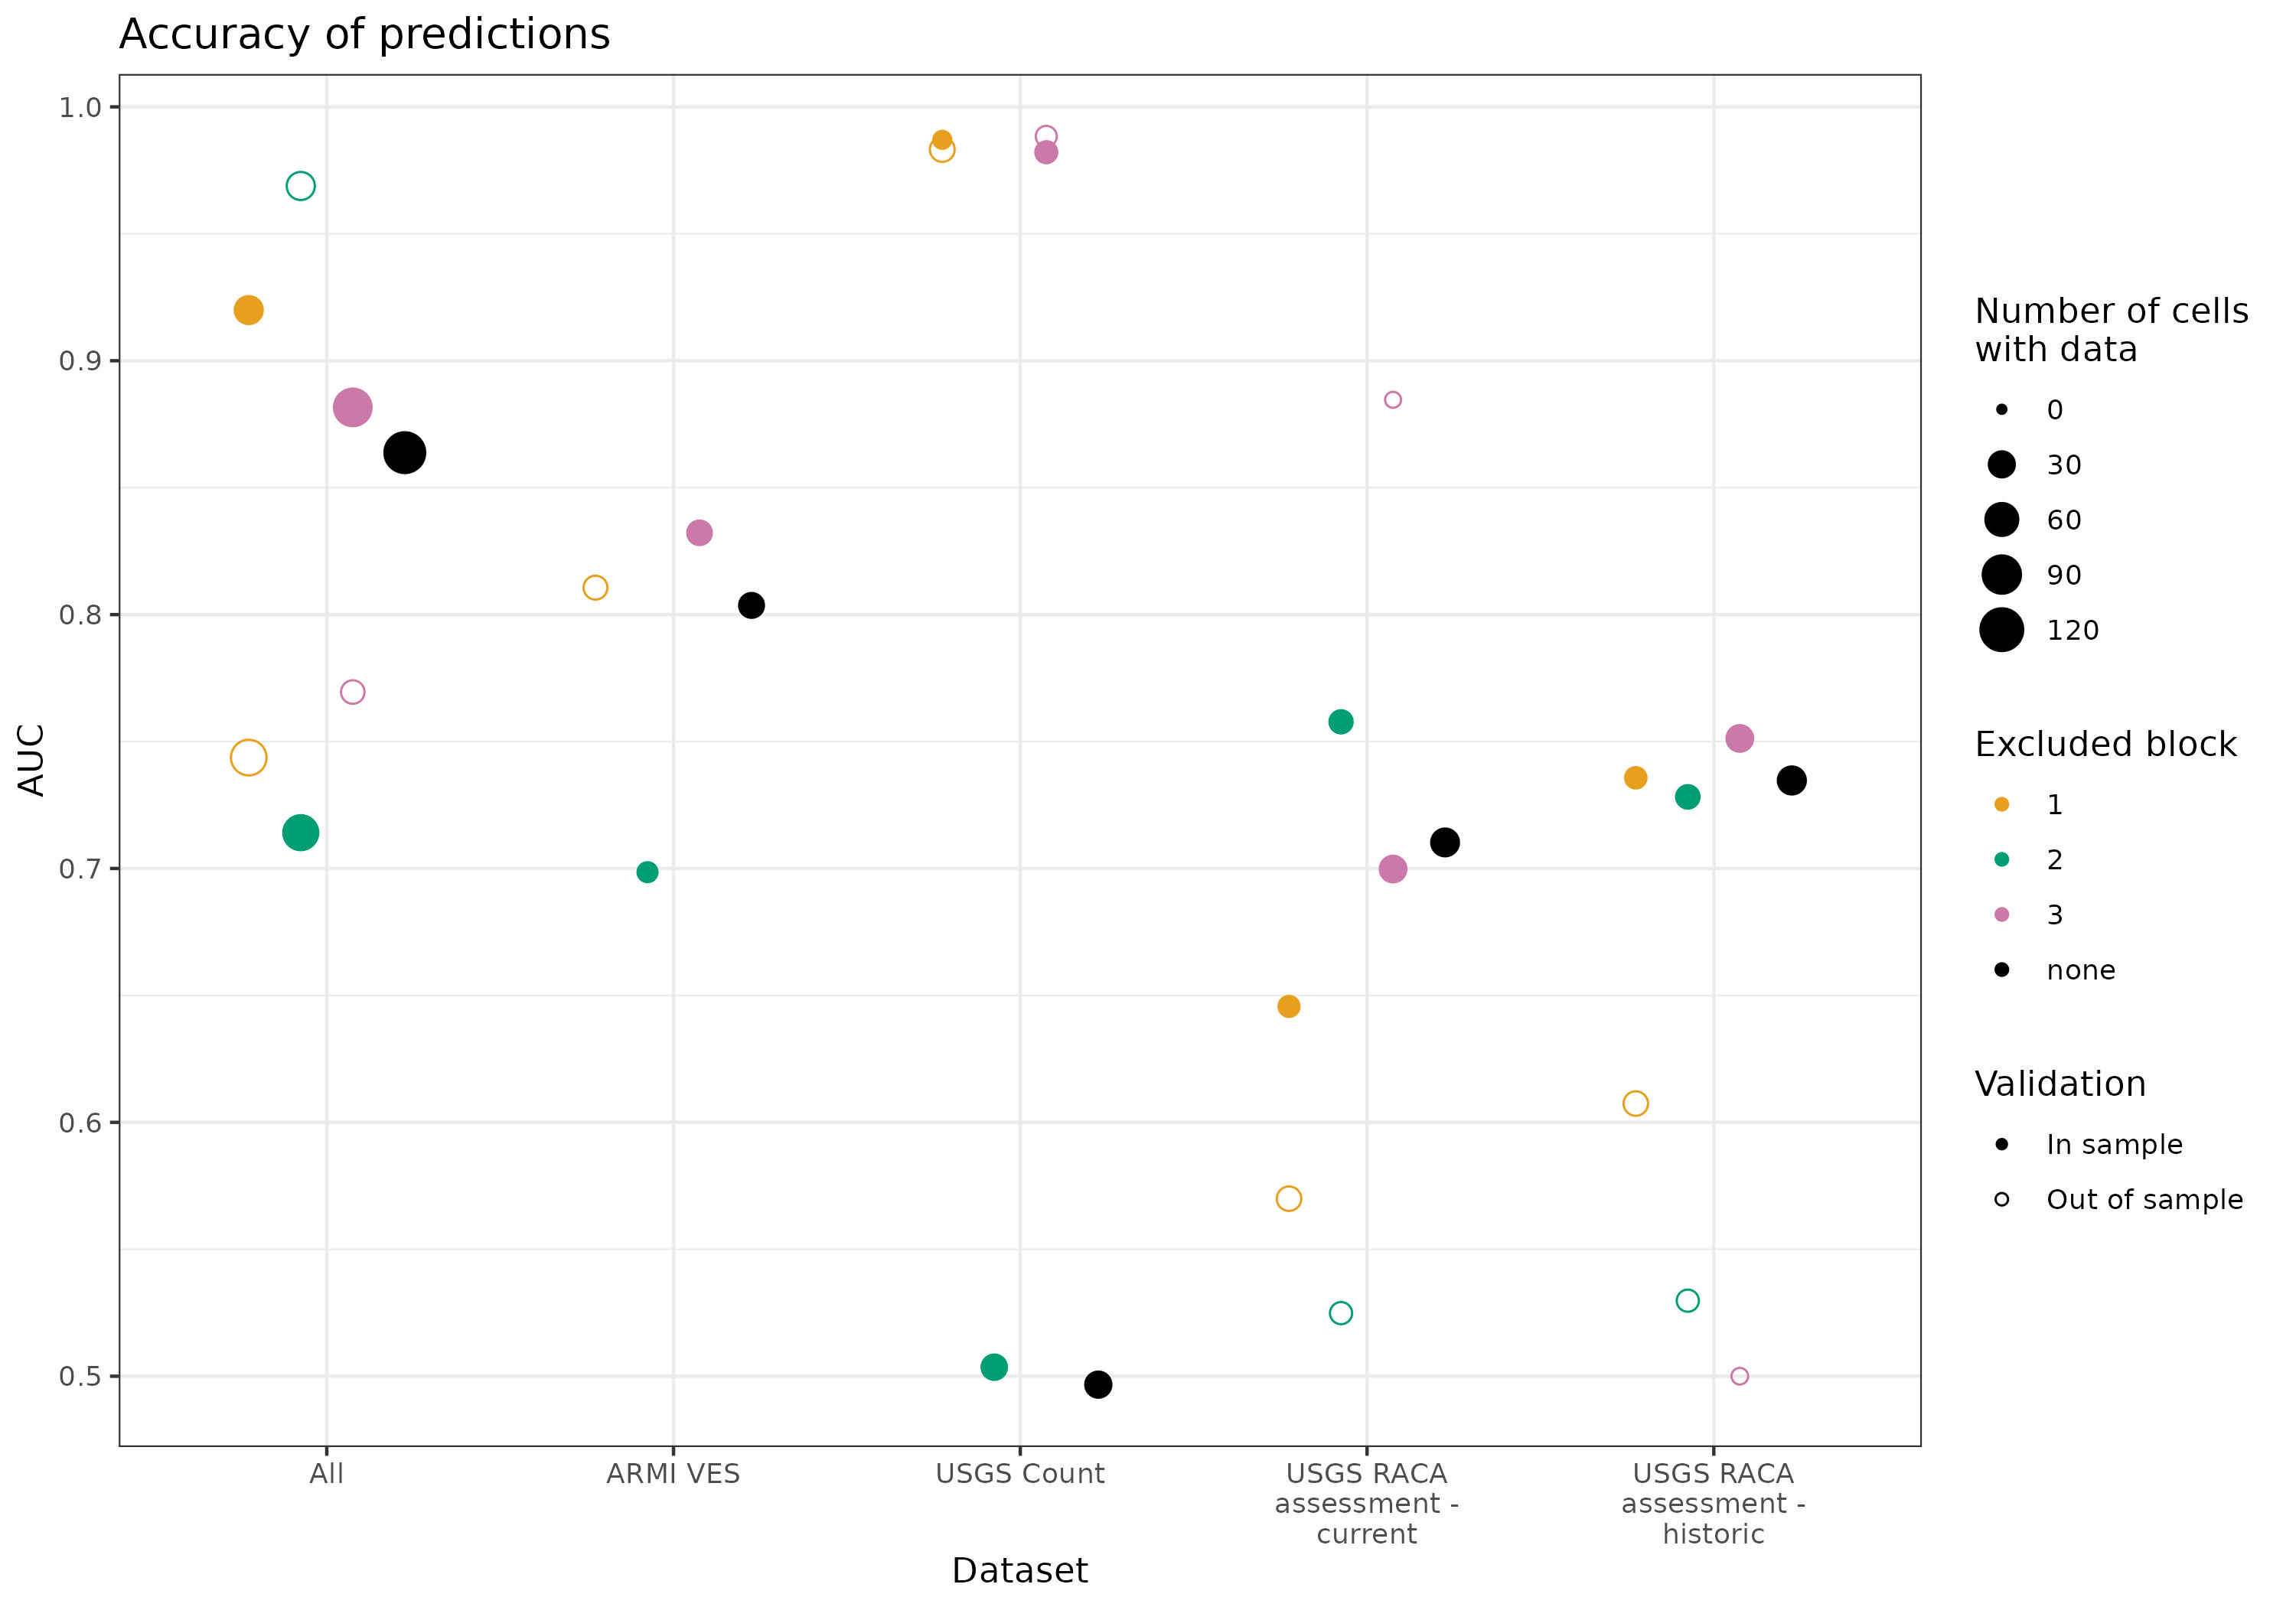 Accuracy of predictions
AUC
1.0
0.9
0.8
0.7
0.6
0.5
All
ARMI VES
USGS Count
USGS RACA
assessment -
current
USGS RACA
assessment -
historic
Dataset
Number of cells
with data
0
30
60
90
120
Excluded block
1
2
3
none
Validation
In sample
Out of sample